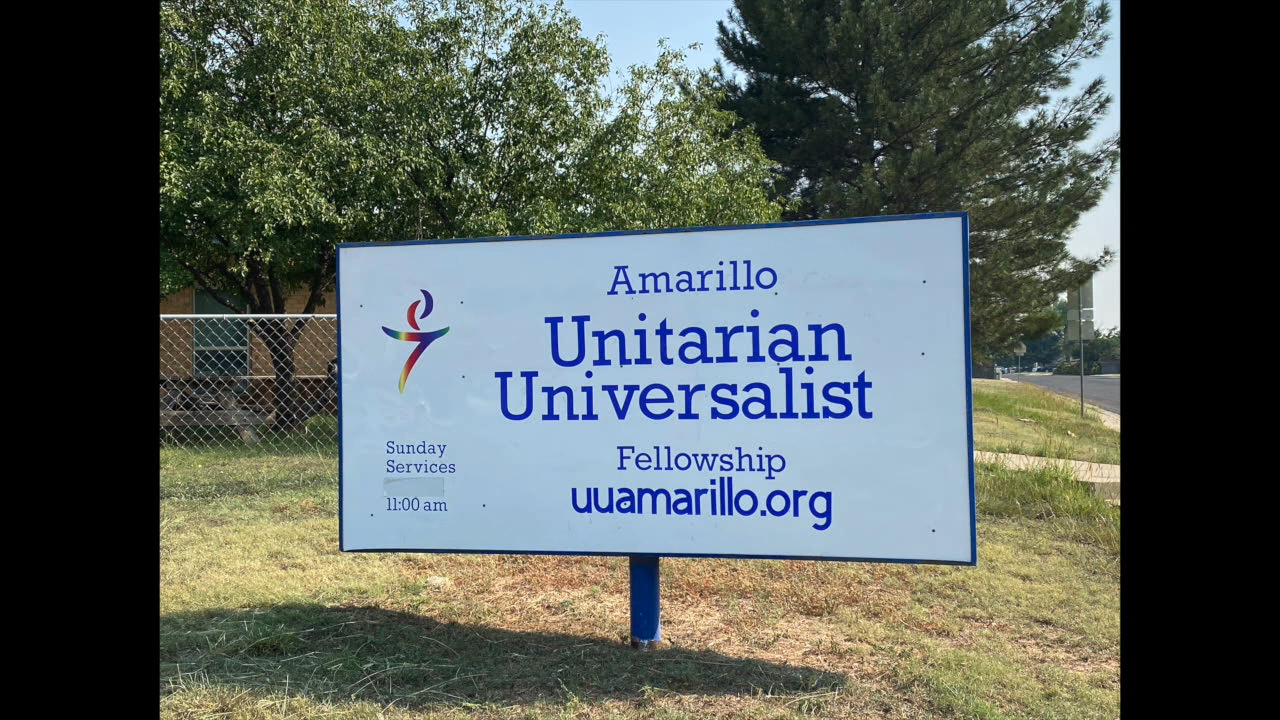 Amarillo
Unitarian
Universalist
Fellowship
uuamarillo.org
Sunday
Services
11:00 am